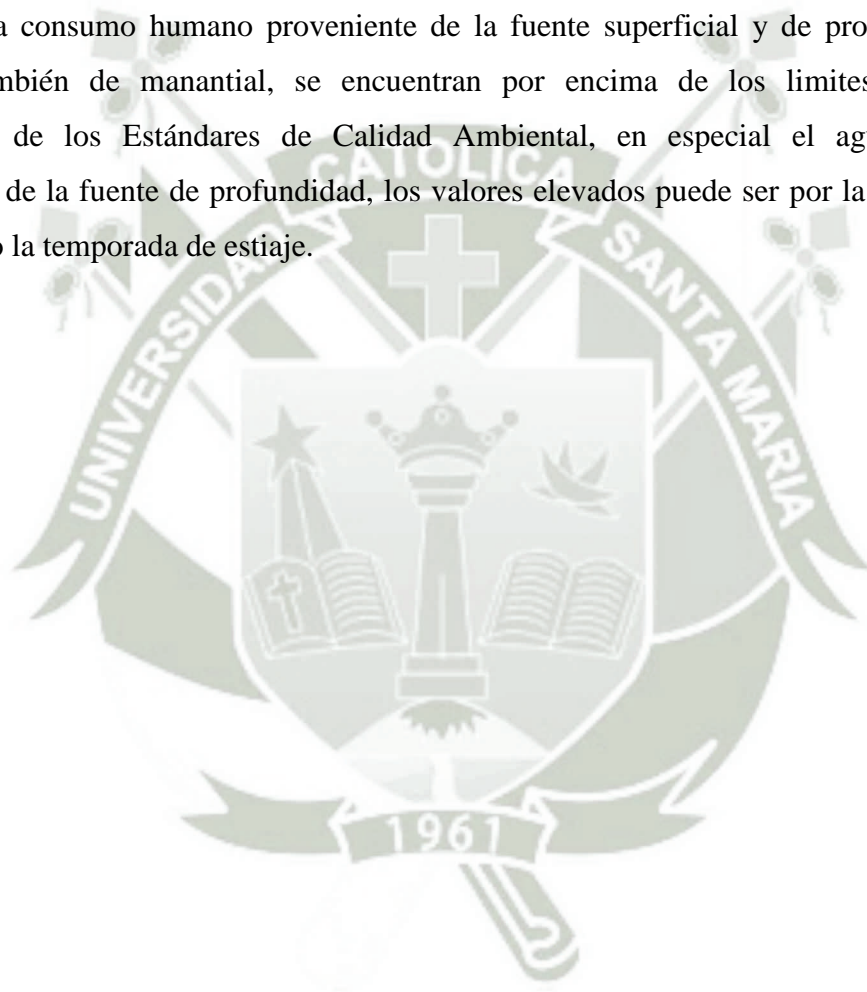 a consumo humano proveniente de la fuente superficial y de pro
mbién de manantial, se encuentran por encima de los limites
de los Estándares de Calidad Ambiental, en especial el ag
de la fuente de profundidad, los valores elevados puede ser por la
o la temporada de estiaje.
UNIVERSIDAD CATOLICA SANTA MARIA
1961